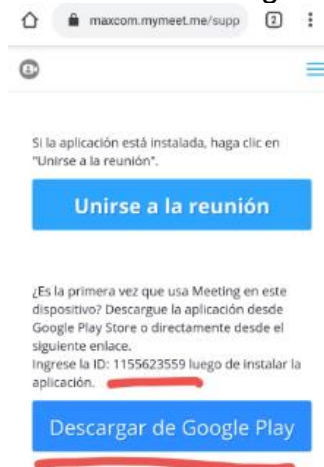 maxcom.mymeet.me/supp
2
Si la aplicación está instalada, haga clic en
"Unirse a la reunión".
Unirse a la reunión
¿Es la primera vez que usa Meeting en este
dispositivo? Descargue la aplicación desde
Google Play Store o directamente desde el
siguiente enlace.
Ingrese la ID: 1155623559 luego de instalar la
aplicación.
Descargar de Google Play